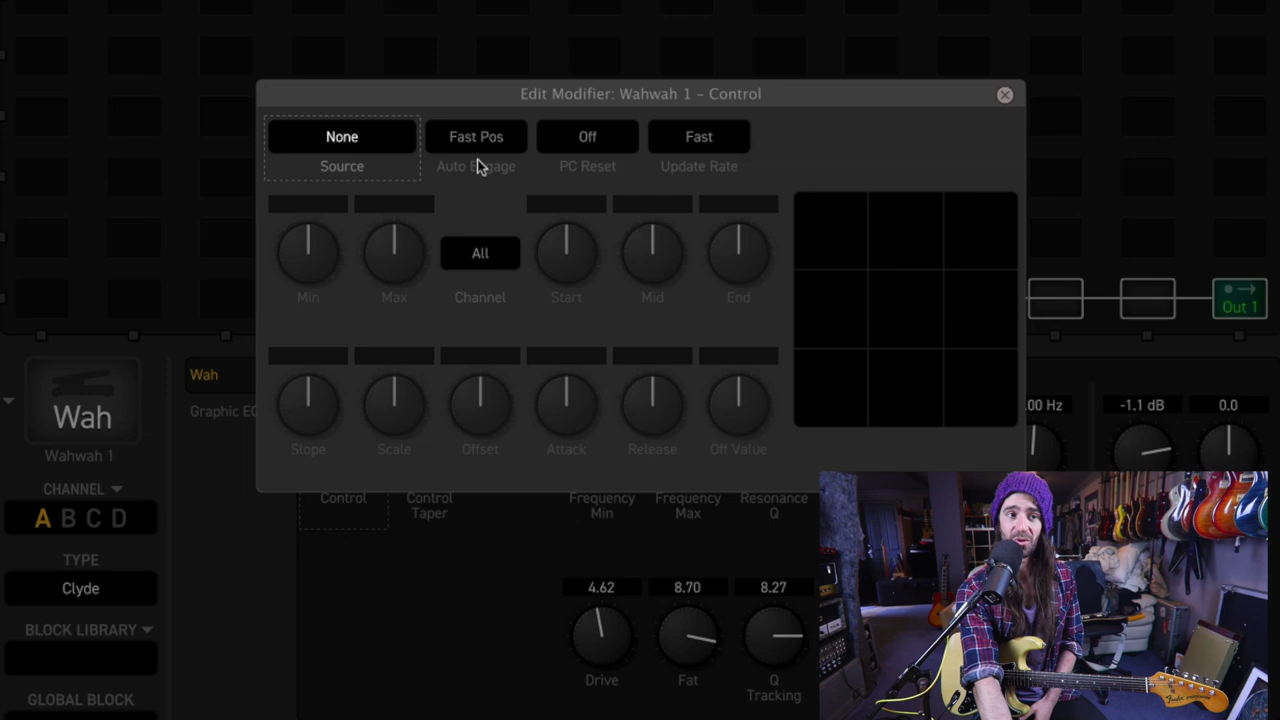 Edit Modifier: Wahwah 1 – Control
None
Fast Pos
Off
Fast
Source
Auto Engage
PC Reset
Update Rate
All
Min
Max
Channel
Start
Mid
End
Out 1
Slope
Scale
Offset
Attack
Release
Off Value
Wah
Graphic EQ
.00 Hz
-1.1 dB
0.0
Wah
Wahwah 1
CHANNEL
A B C D
TYPE
Clyde
BLOCK LIBRARY
GLOBAL BLOCK
Control
Control
Taper
Frequency
Min
Frequency
Max
Resonance
Q
4.62
8.70
8.27
Drive
Fat
Q
Tracking